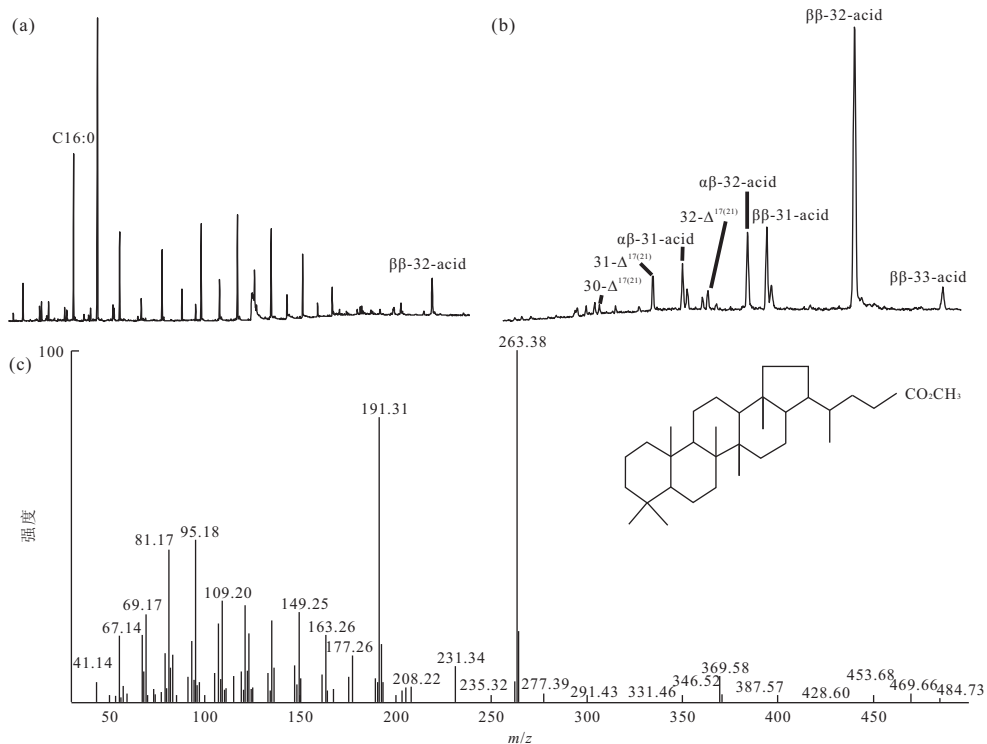 (a)
C16:0
ββ-32-acid
(b)
ββ-32-acid
αβ-32-acid
32-Δ17(21)
ββ-31-acid
αβ-31-acid
31-Δ17(21)
30-Δ17(21)
ββ-33-acid
(c)
100
263.38
191.31
CO₂CH₃
强度
95.18
81.17
109.20
69.17
149.25
67.14
163.26
177.26
41.14
231.34
208.22
235.32
277.39
291.43
331.46
346.52
369.58
387.57
428.60
453.68
469.66
484.73
50
100
150
200
250
300
350
400
450
m/z